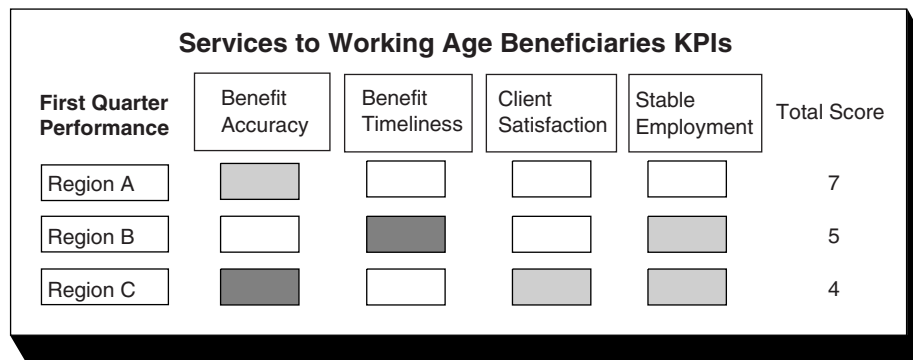 Services to Working Age Beneficiaries KPIs
First Quarter
Performance
Benefit
Accuracy
Benefit
Timeliness
Client
Satisfaction
Stable
Employment
Total Score
Region A
7
Region B
5
Region C
4